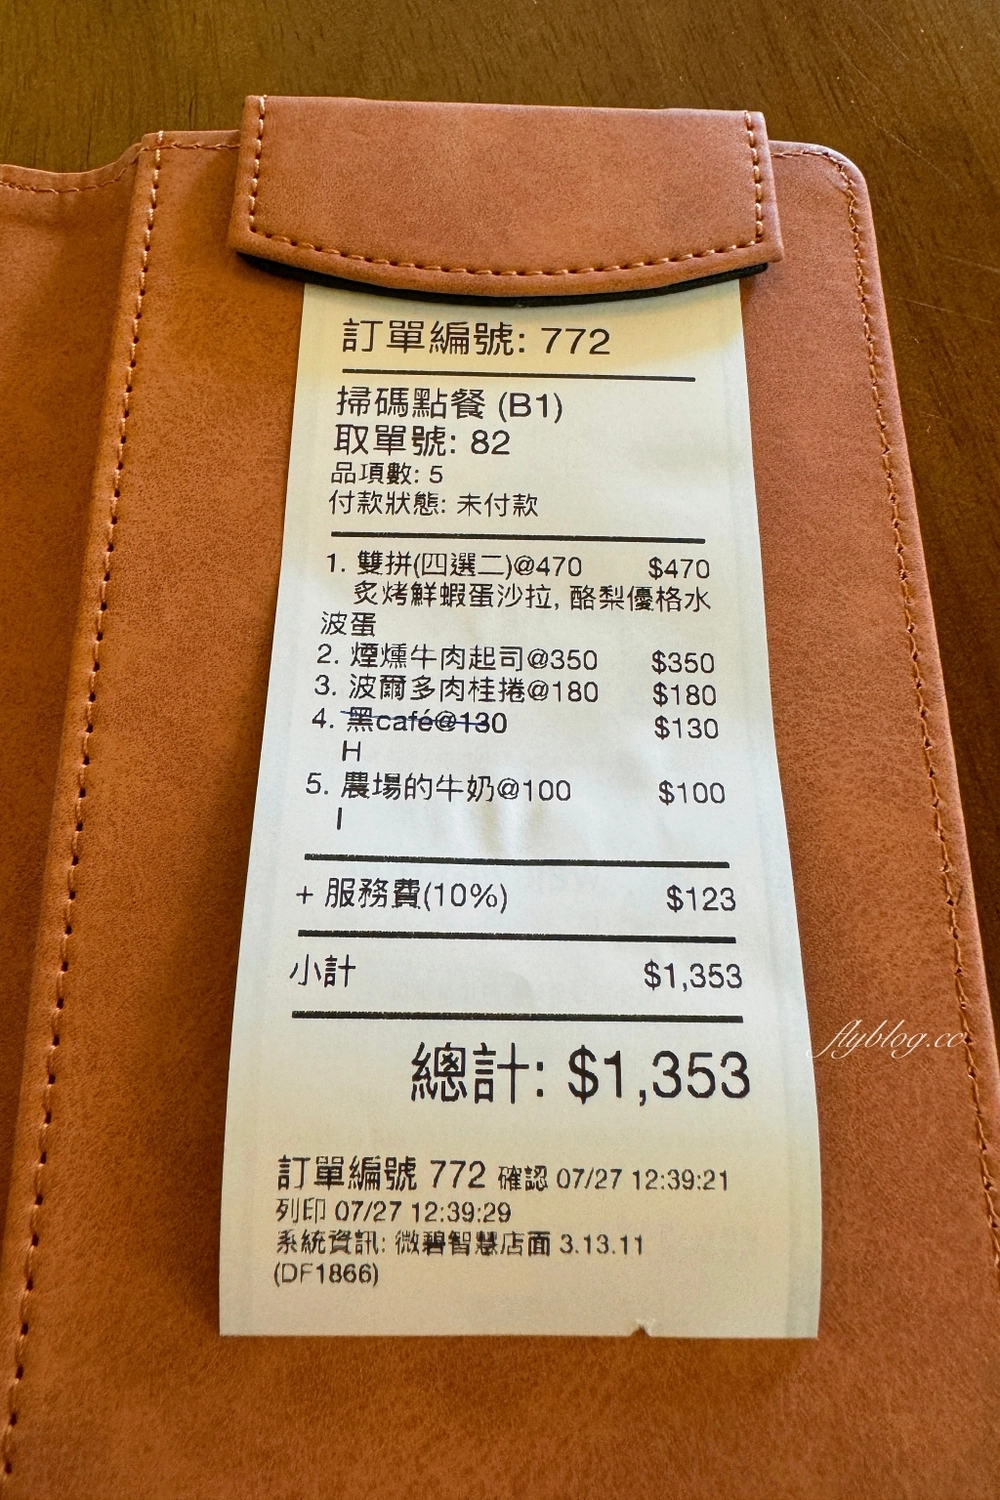 訂單編號: 772
掃碼點餐 (B1)
取單號: 82
品項數: 5
付款狀態: 未付款
1. 雙拼(四選二)@470 $470
炙烤鮮蝦蛋沙拉, 酪梨優格水
波蛋
2. 煙燻牛肉起司@350 $350
3. 波爾多肉桂捲@180 $180
4. 黑café@130 $130
H
5. 農場的牛奶@100 $100
I
+ 服務費(10%) $123
小計 $1,353
總計: $1,353
訂單編號 772 確認 07/27 12:39:21
列印 07/27 12:39:29
系統資訊: 微碧智慧店面 3.13.11
(DF1866)
flyblog.cc